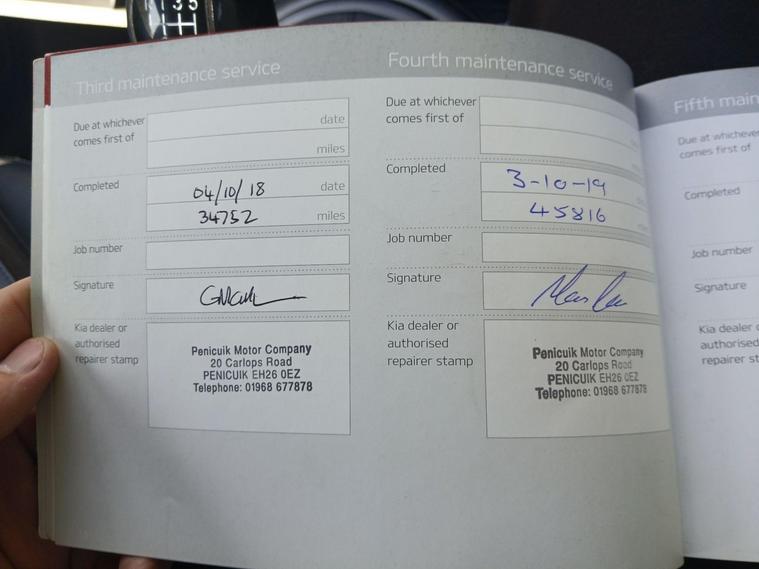 3 5
Third maintenance service
Due at whichever
comes first of
date
miles
Completed
04/10/18 date
34752 miles
Job number
Signature
Kia dealer or
authorised
repairer stamp
Penicuik Motor Company
20 Carlops Road
PENICUIK EH26 0EZ
Telephone: 01968 677878
Fourth maintenance service
Due at whichever
comes first of
Completed
3-10-19
45816
Job number
Signature
Kia dealer or
authorised
repairer stamp
Penicuik Motor Company
20 Carlops Road
PENICUIK EH26 0EZ
Telephone: 01968 677878
Fifth main
Due at whichever
comes first of
Completed
Job number
Signature
Kia dealer o
authorised
repairer st